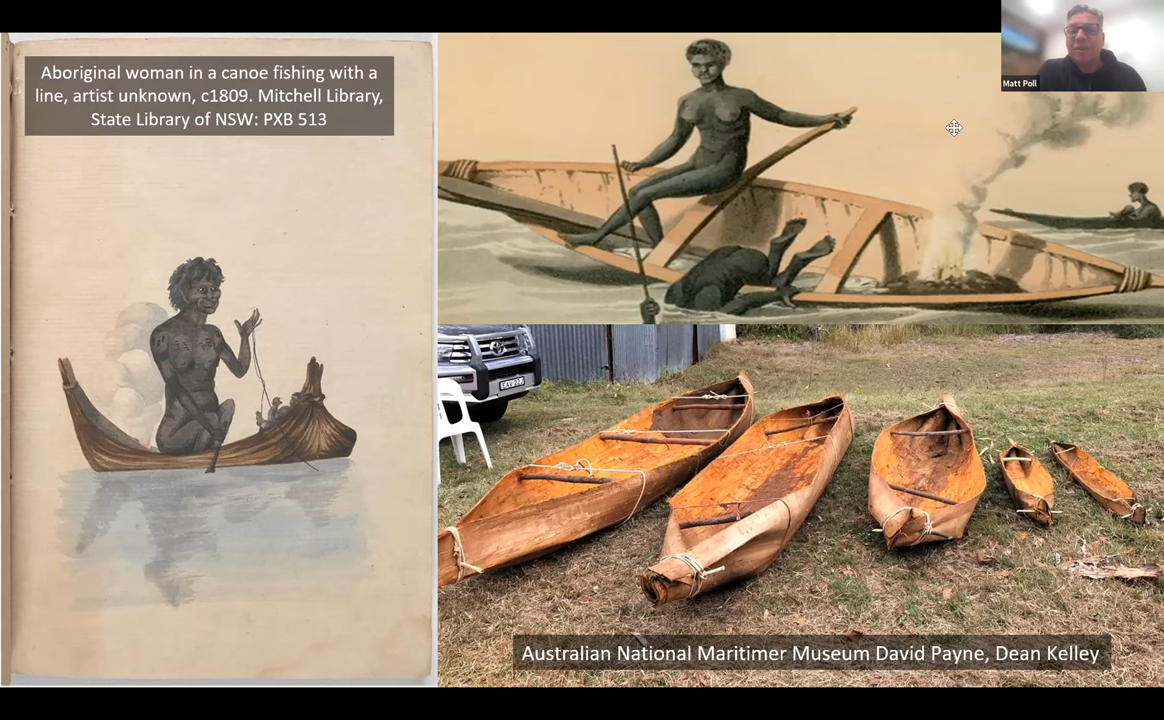 Aboriginal woman in a canoe fishing with a
line, artist unknown, c1809. Mitchell Library,
State Library of NSW: PXB 513
Matt Poll
Australian National Maritimer Museum David Payne, Dean Kelley